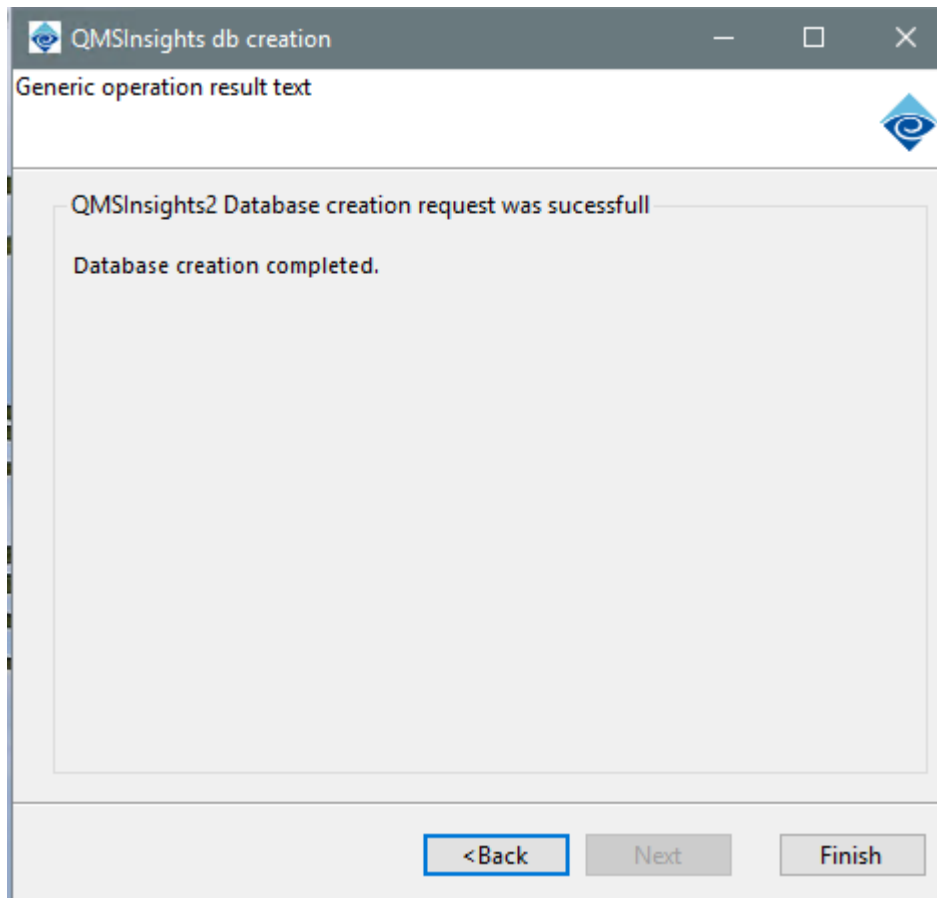 QMSInsights db creation
Generic operation result text
QMSInsights2 Database creation request was sucessfull
Database creation completed.
<Back
Next
Finish